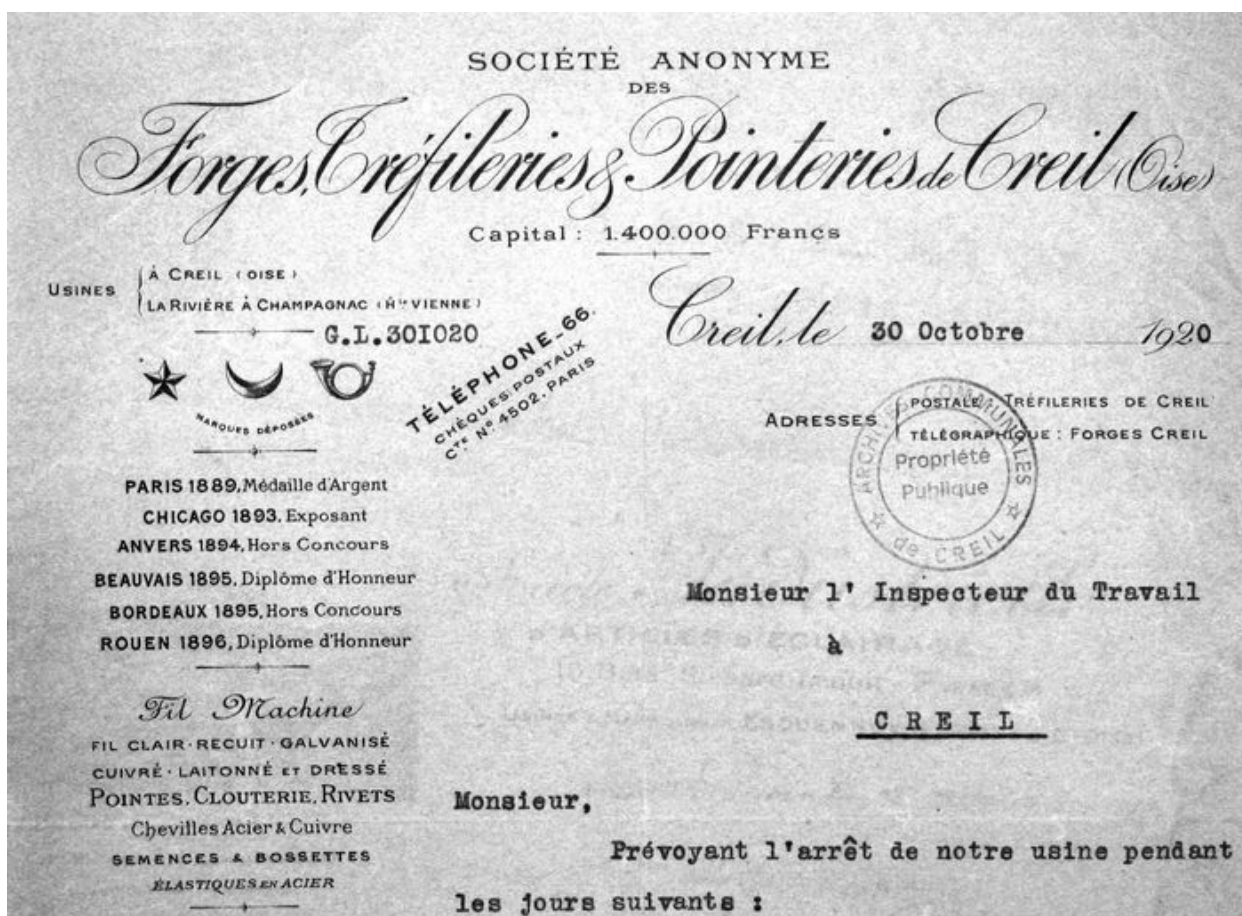 SOCIÉTÉ ANONYME
DES
Forges, Tréfileries & Pointeries de Creil (Oise)
Capital : 1.400.000 Francs
USINES
À CREIL (OISE)
LA RIVIÈRE À CHAMPAGNAC (Hte VIENNE)
G.L.301020
MARQUES DÉPOSÉES
TÉLÉPHONE_66.
CHÈQUES POSTAUX
CTE N° 4502, PARIS
Creil, le 30 Octobre 1920
ADRESSES
POSTALE : TRÉFILERIES DE CREIL
TÉLÉGRAPHIQUE : FORGES CREIL
ARCHIVES COMMUNALES
Propriété
Publique
de CREIL
PARIS 1889, Médaille d'Argent
CHICAGO 1893, Exposant
ANVERS 1894, Hors Concours
BEAUVAIS 1895, Diplôme d'Honneur
BORDEAUX 1895, Hors Concours
ROUEN 1896, Diplôme d'Honneur
Fil Machine
FIL CLAIR · RECUIT · GALVANISÉ
CUIVRÉ · LAITONNÉ ET DRESSÉ
POINTES, CLOUTERIE, RIVETS
Chevilles Acier & Cuivre
SEMENCES & BOSSETTES
ÉLASTIQUES EN ACIER
Monsieur l' Inspecteur du Travail
à
CREIL
Monsieur,
Prévoyant l'arrêt de notre usine pendant
les jours suivants :